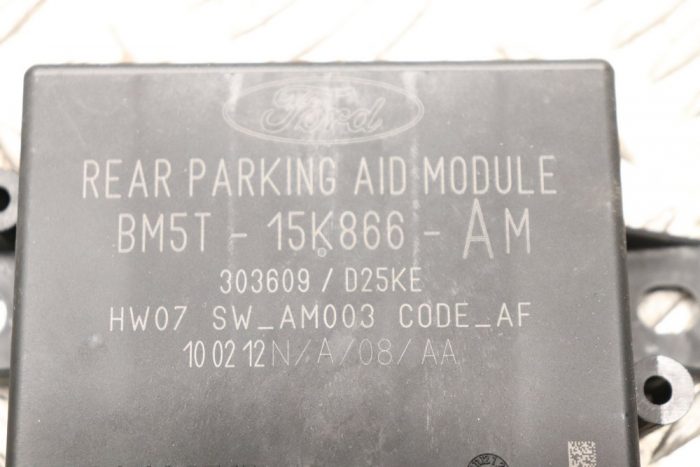 Ford
REAR PARKING AID MODULE
BM5T - 15K866 - AM
303609 / D25KE
HW07 SW_AM003 CODE_AF
10 02 12 N/A/08/AA